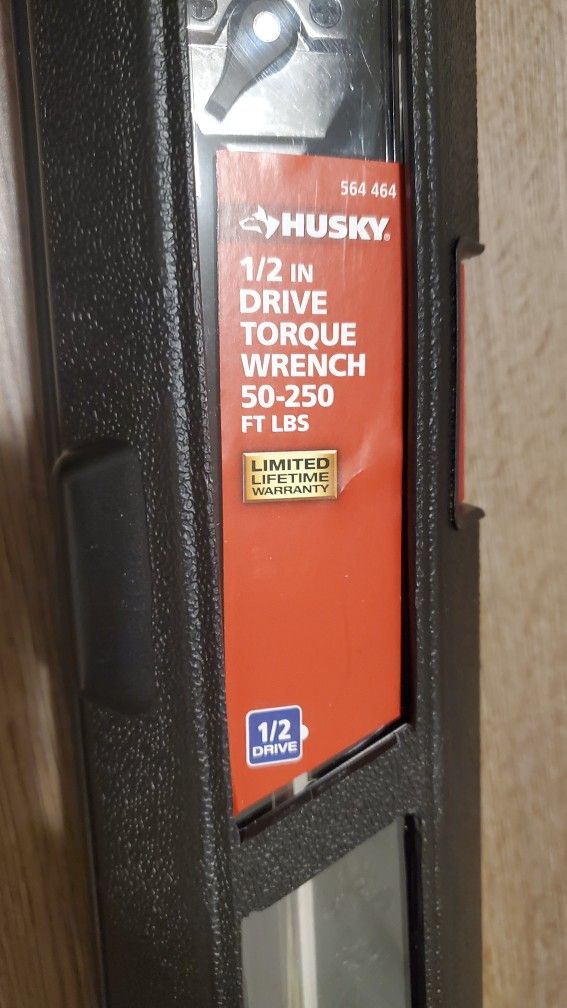 564 464
HUSKY®
1/2 IN
DRIVE
TORQUE
WRENCH
50-250
FT LBS
LIMITED
LIFETIME
WARRANTY
1/2
DRIVE